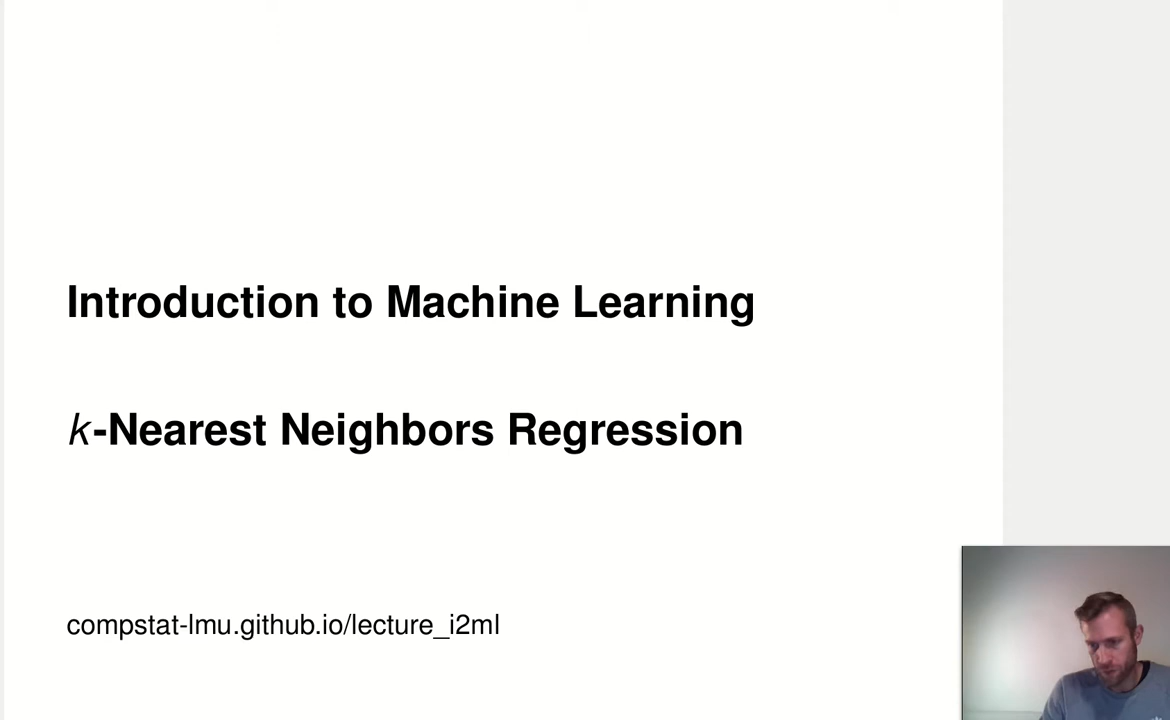 Introduction to Machine Learning
k-Nearest Neighbors Regression
compstat-lmu.github.io/lecture_i2ml